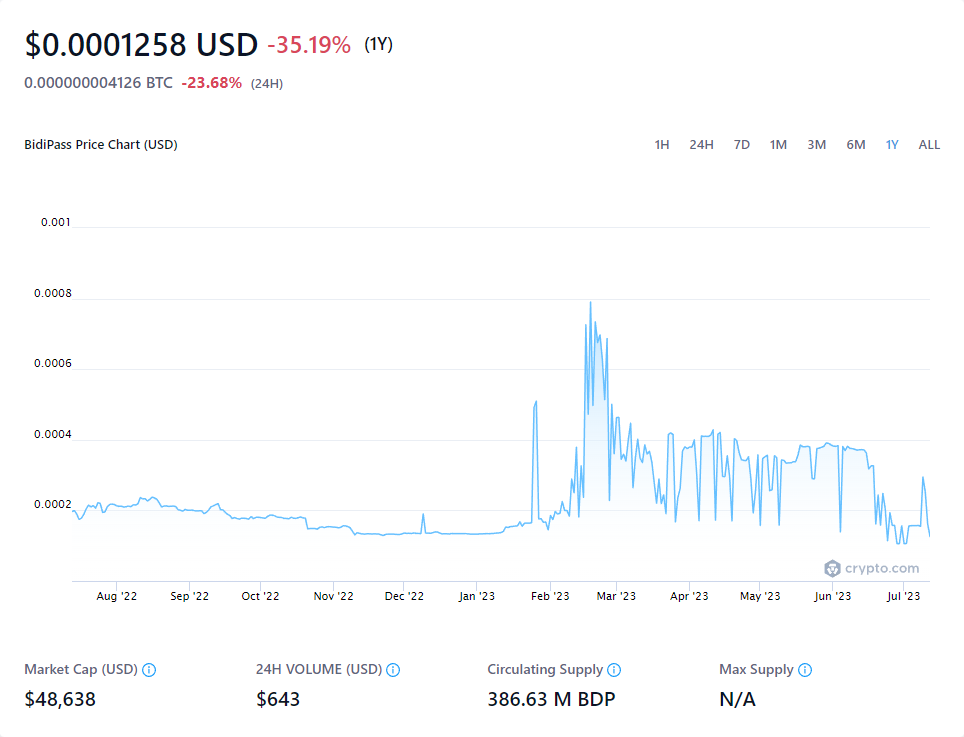 $0.0001258 USD -35.19% (1Y)
0.000000004126 BTC -23.68% (24H)
BidiPass Price Chart (USD) 1H 24H 7D 1M 3M 6M 1Y ALL
0.001
0.0008
0.0006
0.0004
0.0002
crypto.com
Aug '22 Sep '22 Oct '22 Nov '22 Dec '22 Jan '23 Feb '23 Mar '23 Apr '23 May '23 Jun '23 Jul '23
Market Cap (USD) 24H VOLUME (USD) Circulating Supply Max Supply
$48,638 $643 386.63 M BDP N/A